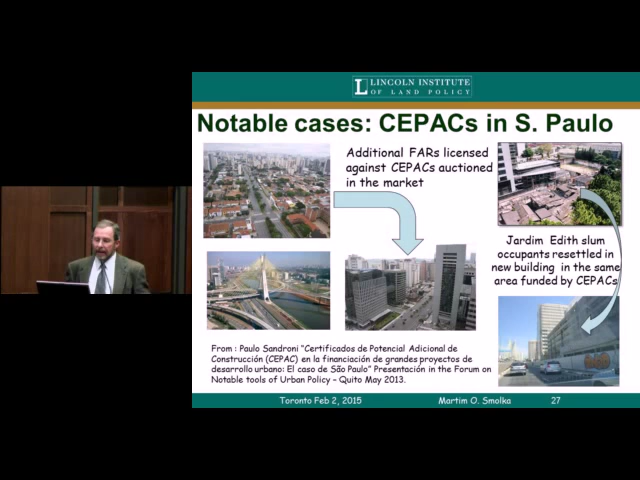 LINCOLN INSTITUTE
OF LAND POLICY
Notable cases: CEPACs in S. Paulo
Additional FARs licensed
against CEPACs auctioned
in the market
Jardim Edith slum
occupants resettled in
new building in the same
area funded by CEPACs
From : Paulo Sandroni "Certificados de Potencial Adicional de
Construcción (CEPAC) en la financiación de grandes proyectos de
desarrollo urbano: El caso de São Paulo" Presentación in the Forum on
Notable tools of Urban Policy – Quito May 2013.
Toronto Feb 2, 2015
Martim O. Smolka
27